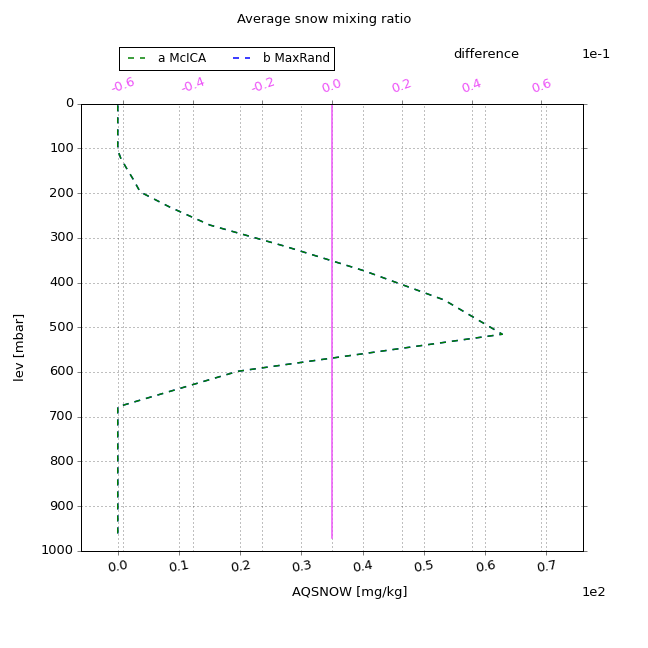 Average snow mixing ratio
a McICA b MaxRand
difference 1e-1
-0.6 -0.4 -0.2 0.0 0.2 0.4 0.6
0
100
200
300
400
500
600
700
800
900
1000
lev [mbar]
0.0 0.1 0.2 0.3 0.4 0.5 0.6 0.7
AQSNOW [mg/kg] 1e2